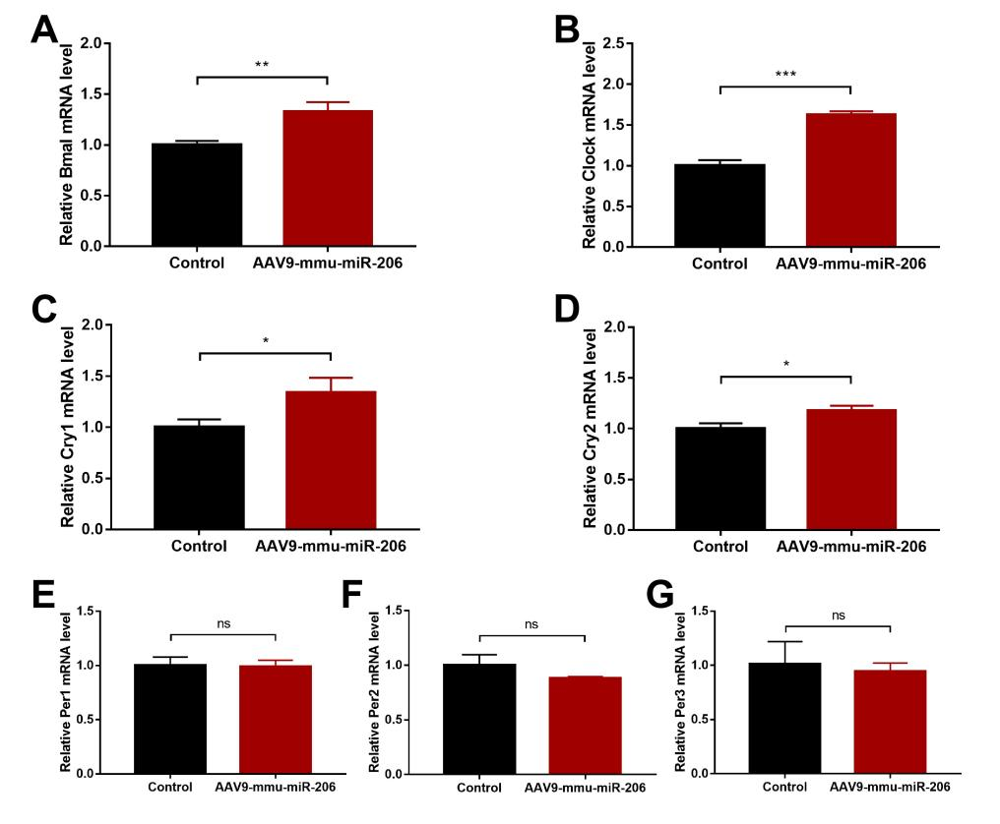 A
Relative Bmal mRNA level
2.0
1.5
1.0
0.5
0.0
**
Control
AAV9-mmu-miR-206
B
Relative Clock mRNA level
2.5
2.0
1.5
1.0
0.5
0.0
***
Control
AAV9-mmu-miR-206
C
Relative Cry1 mRNA level
2.0
1.5
1.0
0.5
0.0
*
Control
AAV9-mmu-miR-206
D
Relative Cry2 mRNA level
2.0
1.5
1.0
0.5
0.0
*
Control
AAV9-mmu-miR-206
E
Relative Per1 mRNA level
1.5
1.0
0.5
0.0
ns
Control
AAV9-mmu-miR-206
F
Relative Per2 mRNA level
1.5
1.0
0.5
0.0
ns
Control
AAV9-mmu-miR-206
G
Relative Per3 mRNA level
1.5
1.0
0.5
0.0
ns
Control
AAV9-mmu-miR-206